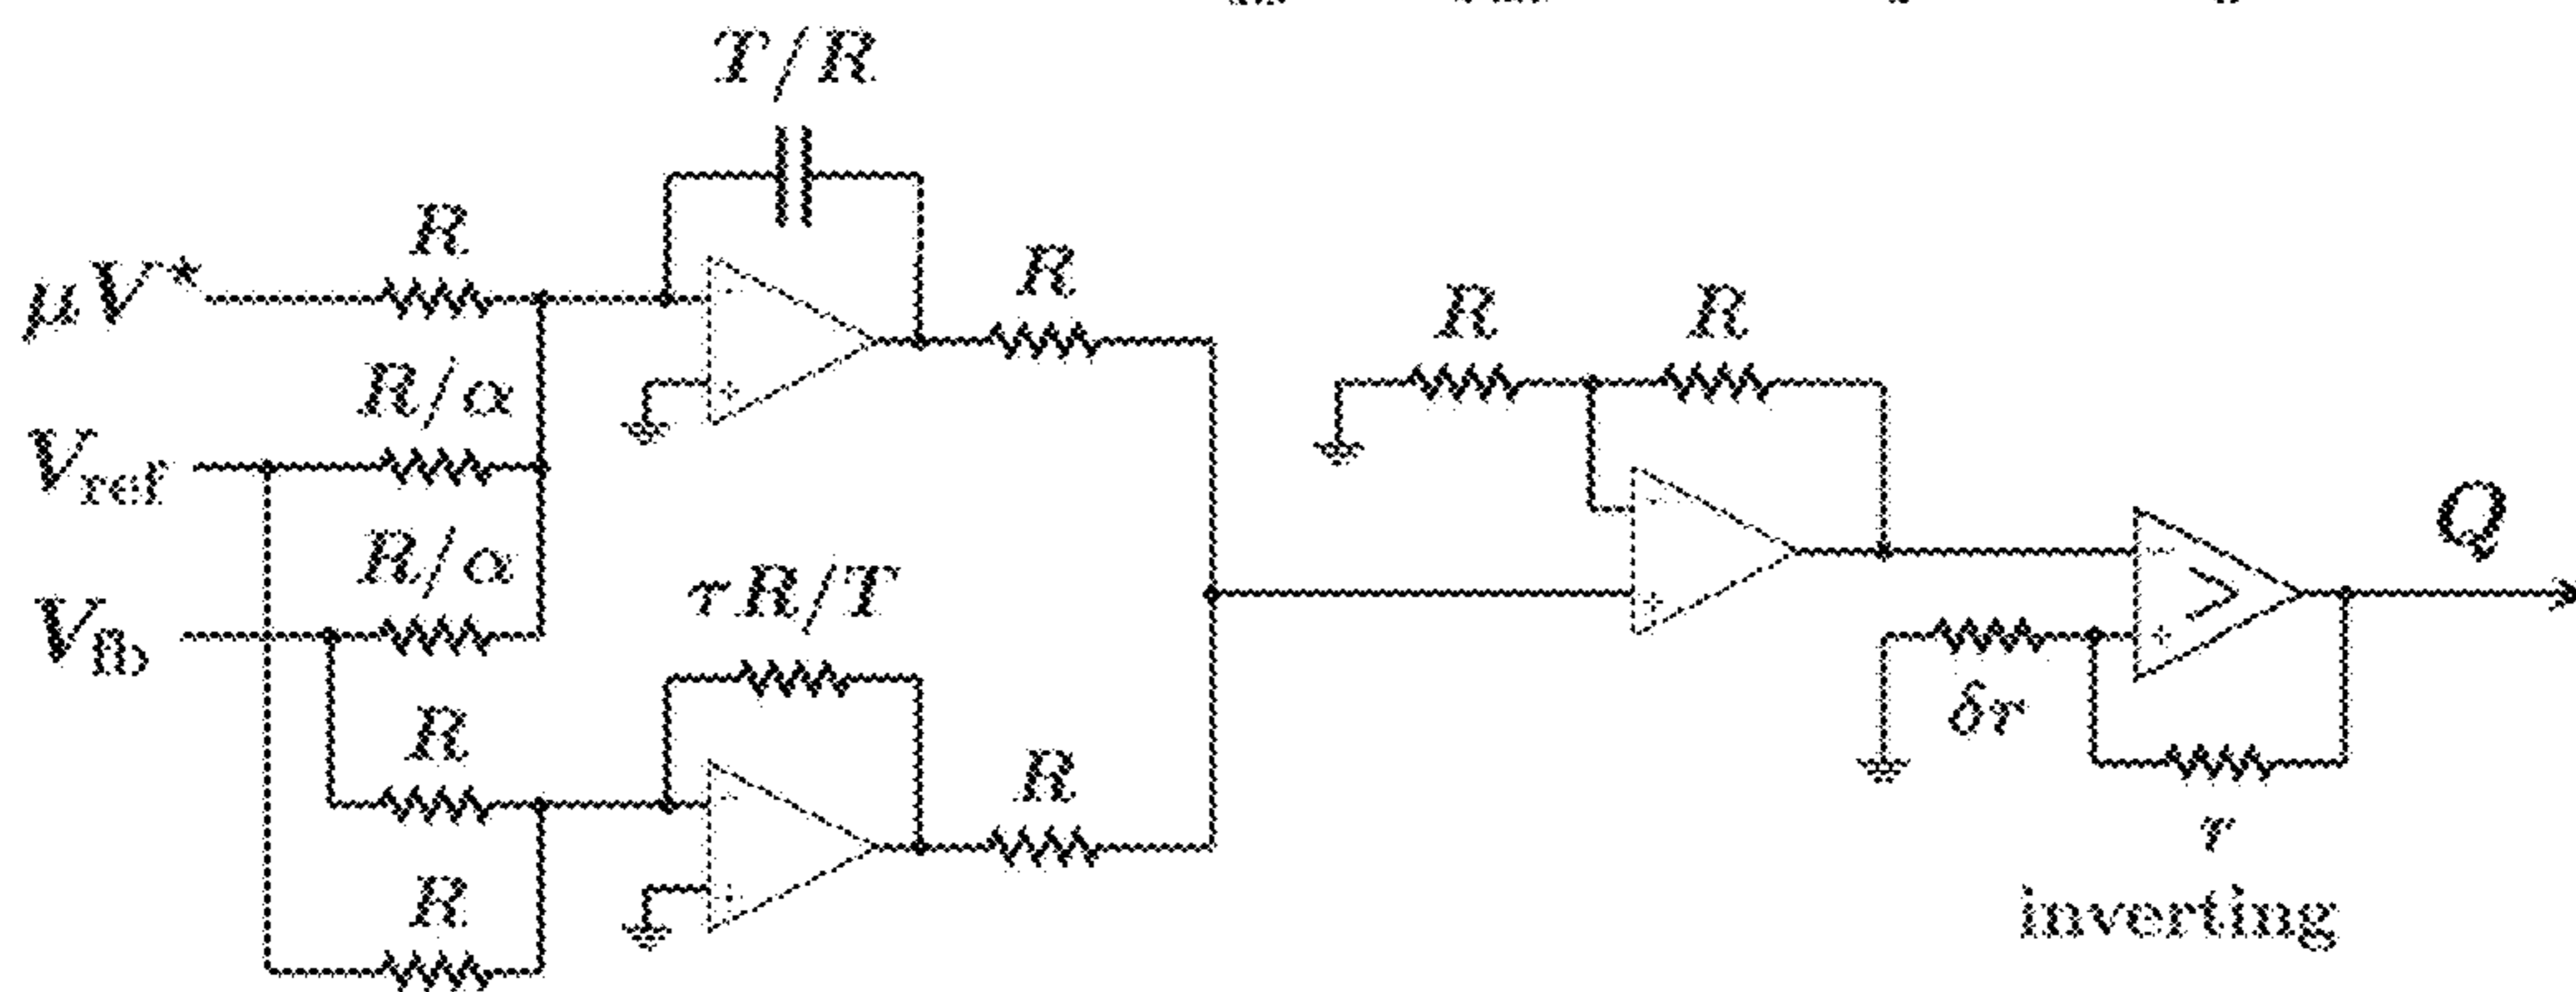 T/R
R
μV*
R
R
R
R/α
V_ref
R/α
Q
τR/T
V_fb
δr
R
R
r
R
inverting